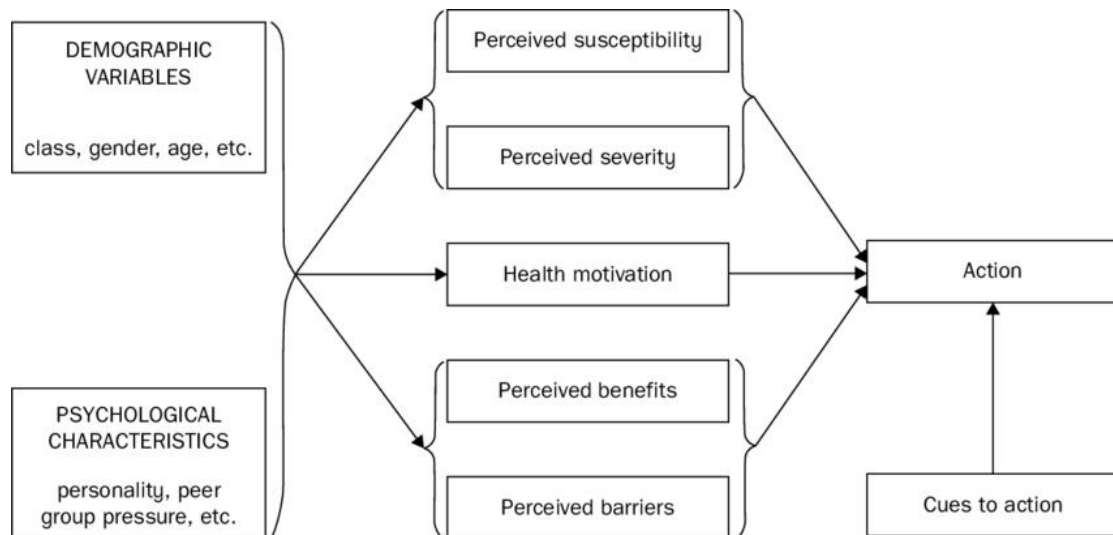 DEMOGRAPHIC
VARIABLES
class, gender, age, etc.
PSYCHOLOGICAL
CHARACTERISTICS
personality, peer
group pressure, etc.
Perceived susceptibility
Perceived severity
Health motivation
Perceived benefits
Perceived barriers
Action
Cues to action